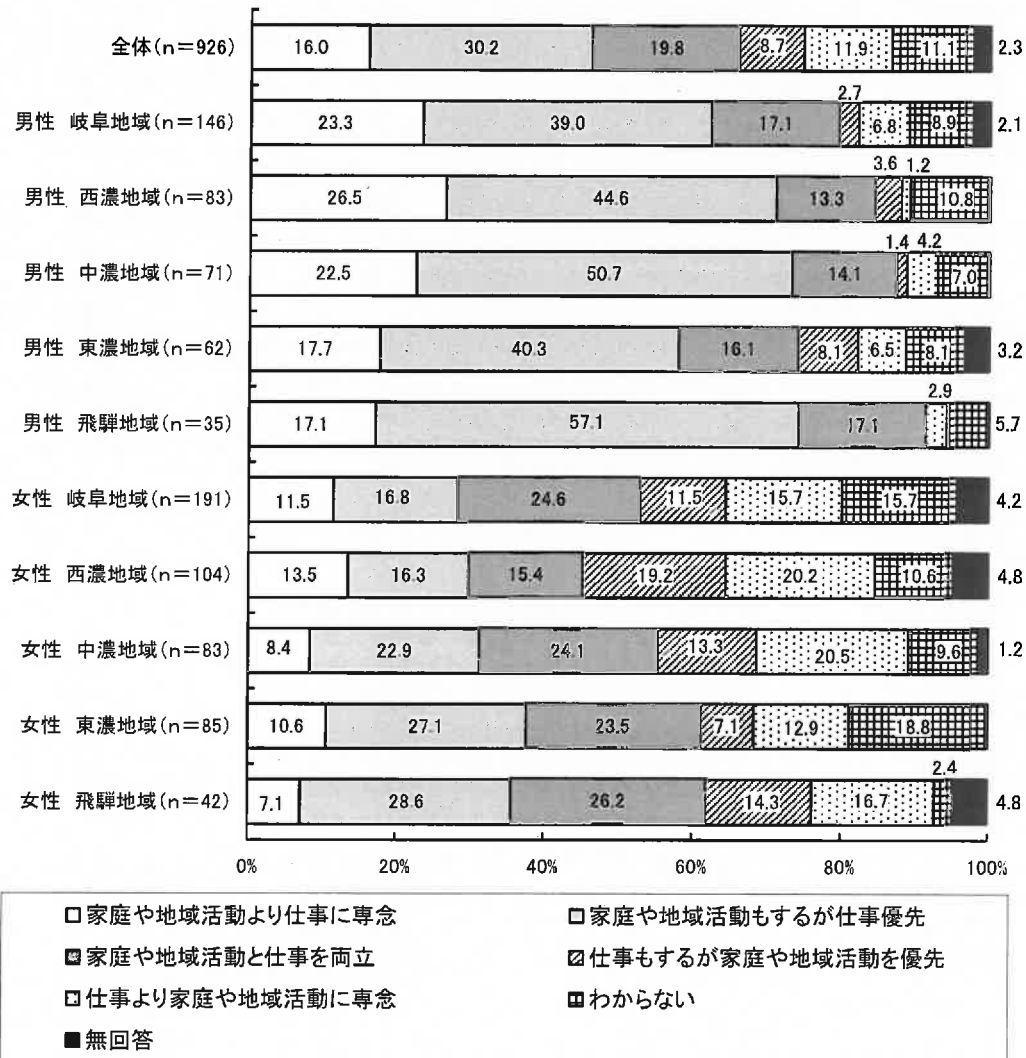 全体(n=926) 16.0 30.2 19.8 8.7 11.9 11.1 2.3
2.7
男性 岐阜地域(n=146) 23.3 39.0 17.1 6.8 8.9 2.1
3.6 1.2
男性 西濃地域(n=83) 26.5 44.6 13.3 10.8
1.4 4.2
男性 中濃地域(n=71) 22.5 50.7 14.1 7.0
男性 東濃地域(n=62) 17.7 40.3 16.1 8.1 6.5 8.1 3.2
2.9
男性 飛騨地域(n=35) 17.1 57.1 17.1 5.7
女性 岐阜地域(n=191) 11.5 16.8 24.6 11.5 15.7 15.7 4.2
女性 西濃地域(n=104) 13.5 16.3 15.4 19.2 20.2 10.6 4.8
女性 中濃地域(n=83) 8.4 22.9 24.1 13.3 20.5 9.6 1.2
女性 東濃地域(n=85) 10.6 27.1 23.5 7.1 12.9 18.8
2.4
女性 飛騨地域(n=42) 7.1 28.6 26.2 14.3 16.7 4.8
0% 20% 40% 60% 80% 100%
家庭や地域活動より仕事に専念 家庭や地域活動もするが仕事優先
家庭や地域活動と仕事を両立 仕事もするが家庭や地域活動を優先
仕事より家庭や地域活動に専念 わからない
無回答